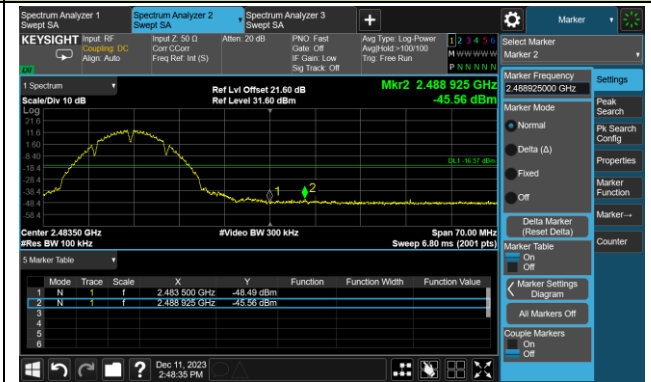 Spectrum Analyzer 1
Swept SA
Spectrum Analyzer 2
Swept SA
Spectrum Analyzer 3
Swept SA
+
Marker
KEYSIGHT
Input: RF
Coupling: DC
Align: Auto
Input Z: 50 Ω
Corr CCorr
Freq Ref: Int (S)
Atten: 20 dB
PNO: Fast
Gate: Off
IF Gain: Low
Sig Track: Off
Avg Type: Log-Power
Avg|Hold:>100/100
Trig: Free Run
1 2 3 4 5 6
M W W W W W
P N N N N N
Select Marker
Marker 2
1 Spectrum
Scale/Div 10 dB
Log
Ref Lvl Offset 21.60 dB
Ref Level 31.60 dBm
Mkr2 2.488 925 GHz
-45.56 dBm
21.6
11.6
1.60
-8.40
-18.4
-28.4
-38.4
-48.4
-58.4
DL1 -16.57 dBm
1
2
Center 2.48350 GHz
#Res BW 100 kHz
#Video BW 300 kHz
Span 70.00 MHz
Sweep 6.80 ms (2001 pts)
5 Marker Table
Mode Trace Scale X Y Function Function Width Function Value
1 N 1 f 2.483 500 GHz -48.49 dBm
2 N 1 f 2.488 925 GHz -45.56 dBm
3
4
5
6
Marker Frequency
2.488925000 GHz
Marker Mode
Normal
Delta (Δ)
Fixed
Off
Delta Marker
(Reset Delta)
Marker Table
On
Off
Marker Settings
Diagram
All Markers Off
Couple Markers
On
Off
Settings
Peak
Search
Pk Search
Config
Properties
Marker
Function
Marker→
Counter
?
Dec 11, 2023
2:48:35 PM